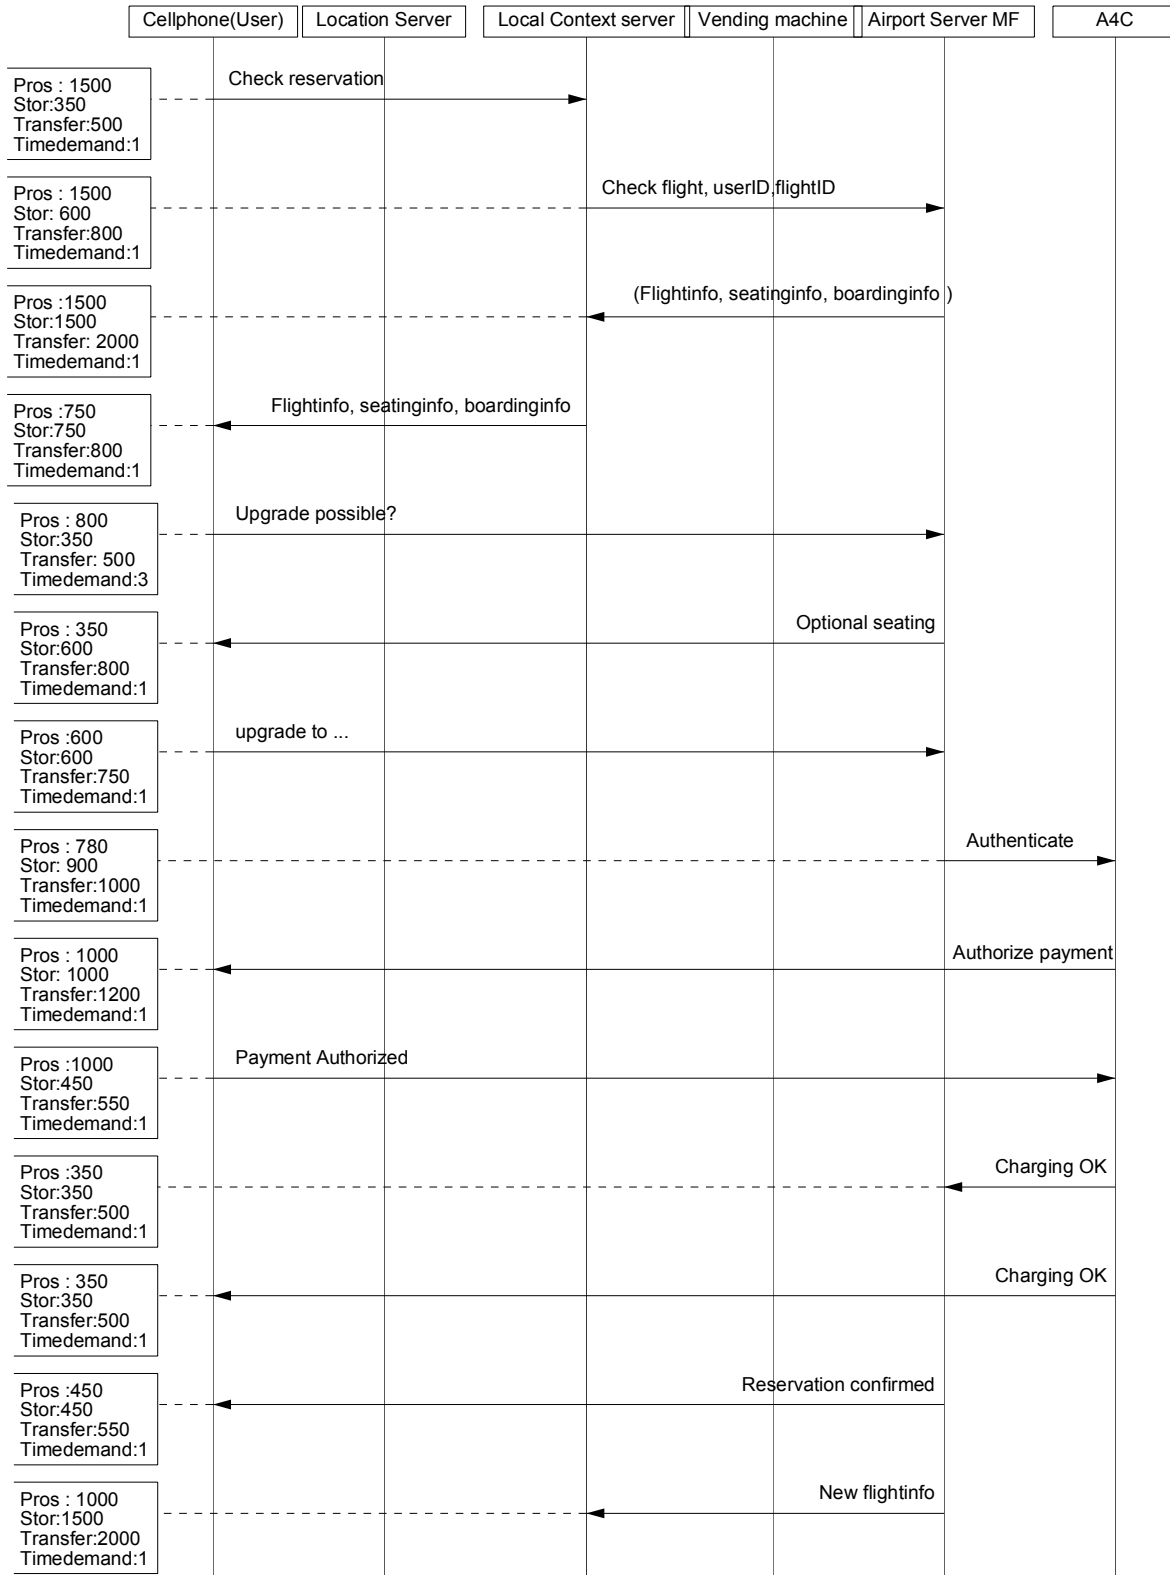 Cellphone(User)
Location Server
Local Context server
Vending machine
Airport Server MF
A4C
Check reservation
Pros : 1500
Stor:350
Transfer:500
Timedemand:1
Check flight, userID,flightID
Pros : 1500
Stor: 600
Transfer:800
Timedemand:1
(Flightinfo, seatinginfo, boardinginfo )
Pros :1500
Stor:1500
Transfer: 2000
Timedemand:1
Flightinfo, seatinginfo, boardinginfo
Pros :750
Stor:750
Transfer:800
Timedemand:1
Upgrade possible?
Pros : 800
Stor:350
Transfer: 500
Timedemand:3
Optional seating
Pros : 350
Stor:600
Transfer:800
Timedemand:1
upgrade to ...
Pros :600
Stor:600
Transfer:750
Timedemand:1
Authenticate
Pros : 780
Stor: 900
Transfer:1000
Timedemand:1
Authorize payment
Pros : 1000
Stor: 1000
Transfer:1200
Timedemand:1
Payment Authorized
Pros :1000
Stor:450
Transfer:550
Timedemand:1
Charging OK
Pros :350
Stor:350
Transfer:500
Timedemand:1
Charging OK
Pros : 350
Stor:350
Transfer:500
Timedemand:1
Reservation confirmed
Pros :450
Stor:450
Transfer:550
Timedemand:1
New flightinfo
Pros : 1000
Stor:1500
Transfer:2000
Timedemand:1